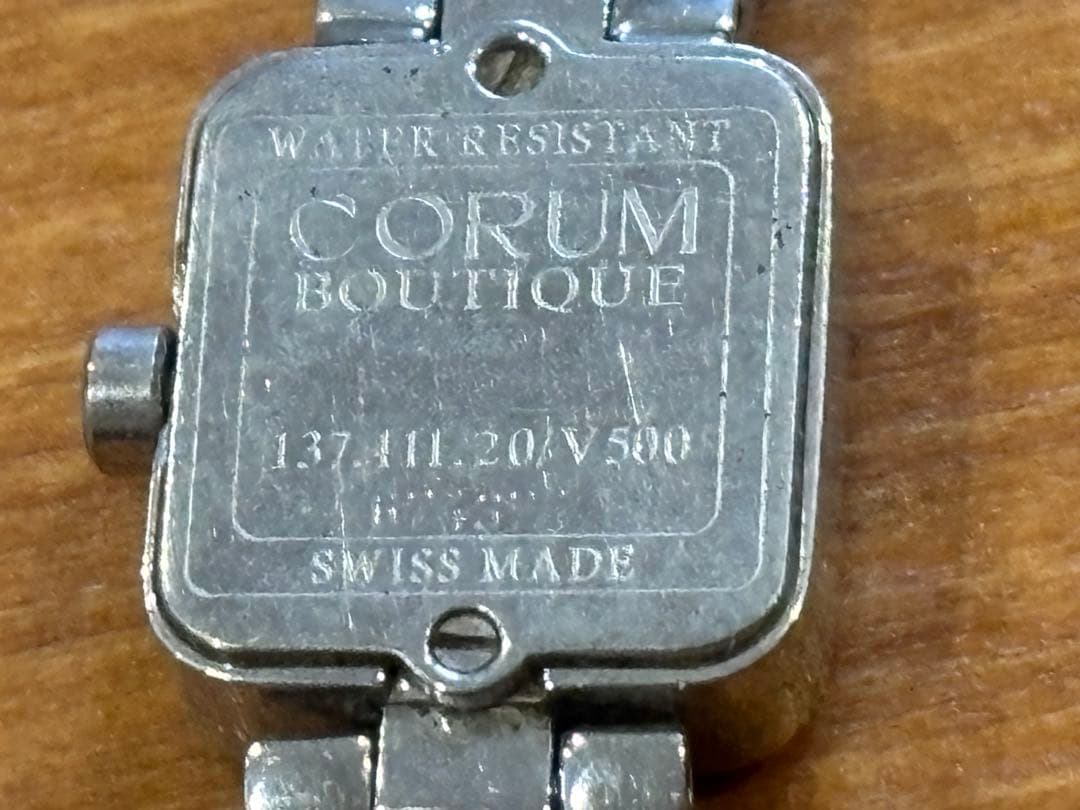 WATER RESISTANT
CORUM
BOUTIQUE
137.111.20/V500
SWISS MADE